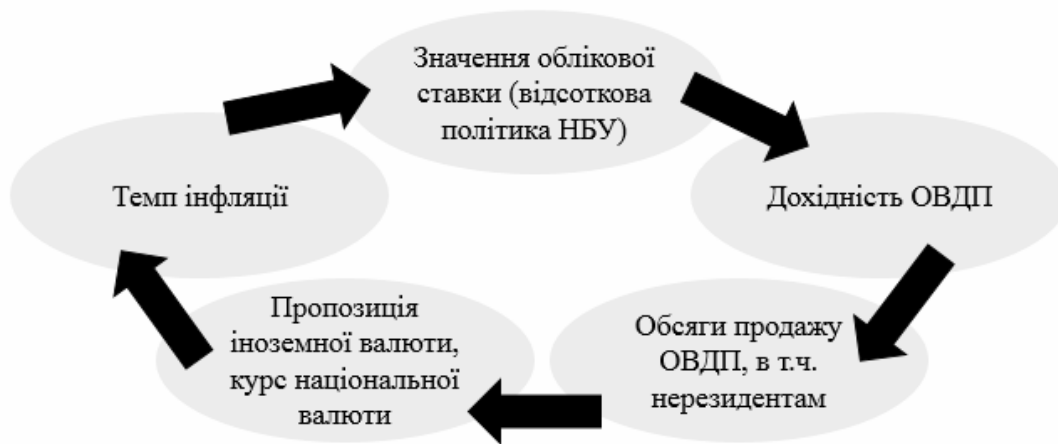 Значення облікової
ставки (відсоткова
політика НБУ)
Темп інфляції
Дохідність ОВДП
Пропозиція
іноземної валюти,
курс національної
валюти
Обсяги продажу
ОВДП, в т.ч.
нерезидентам